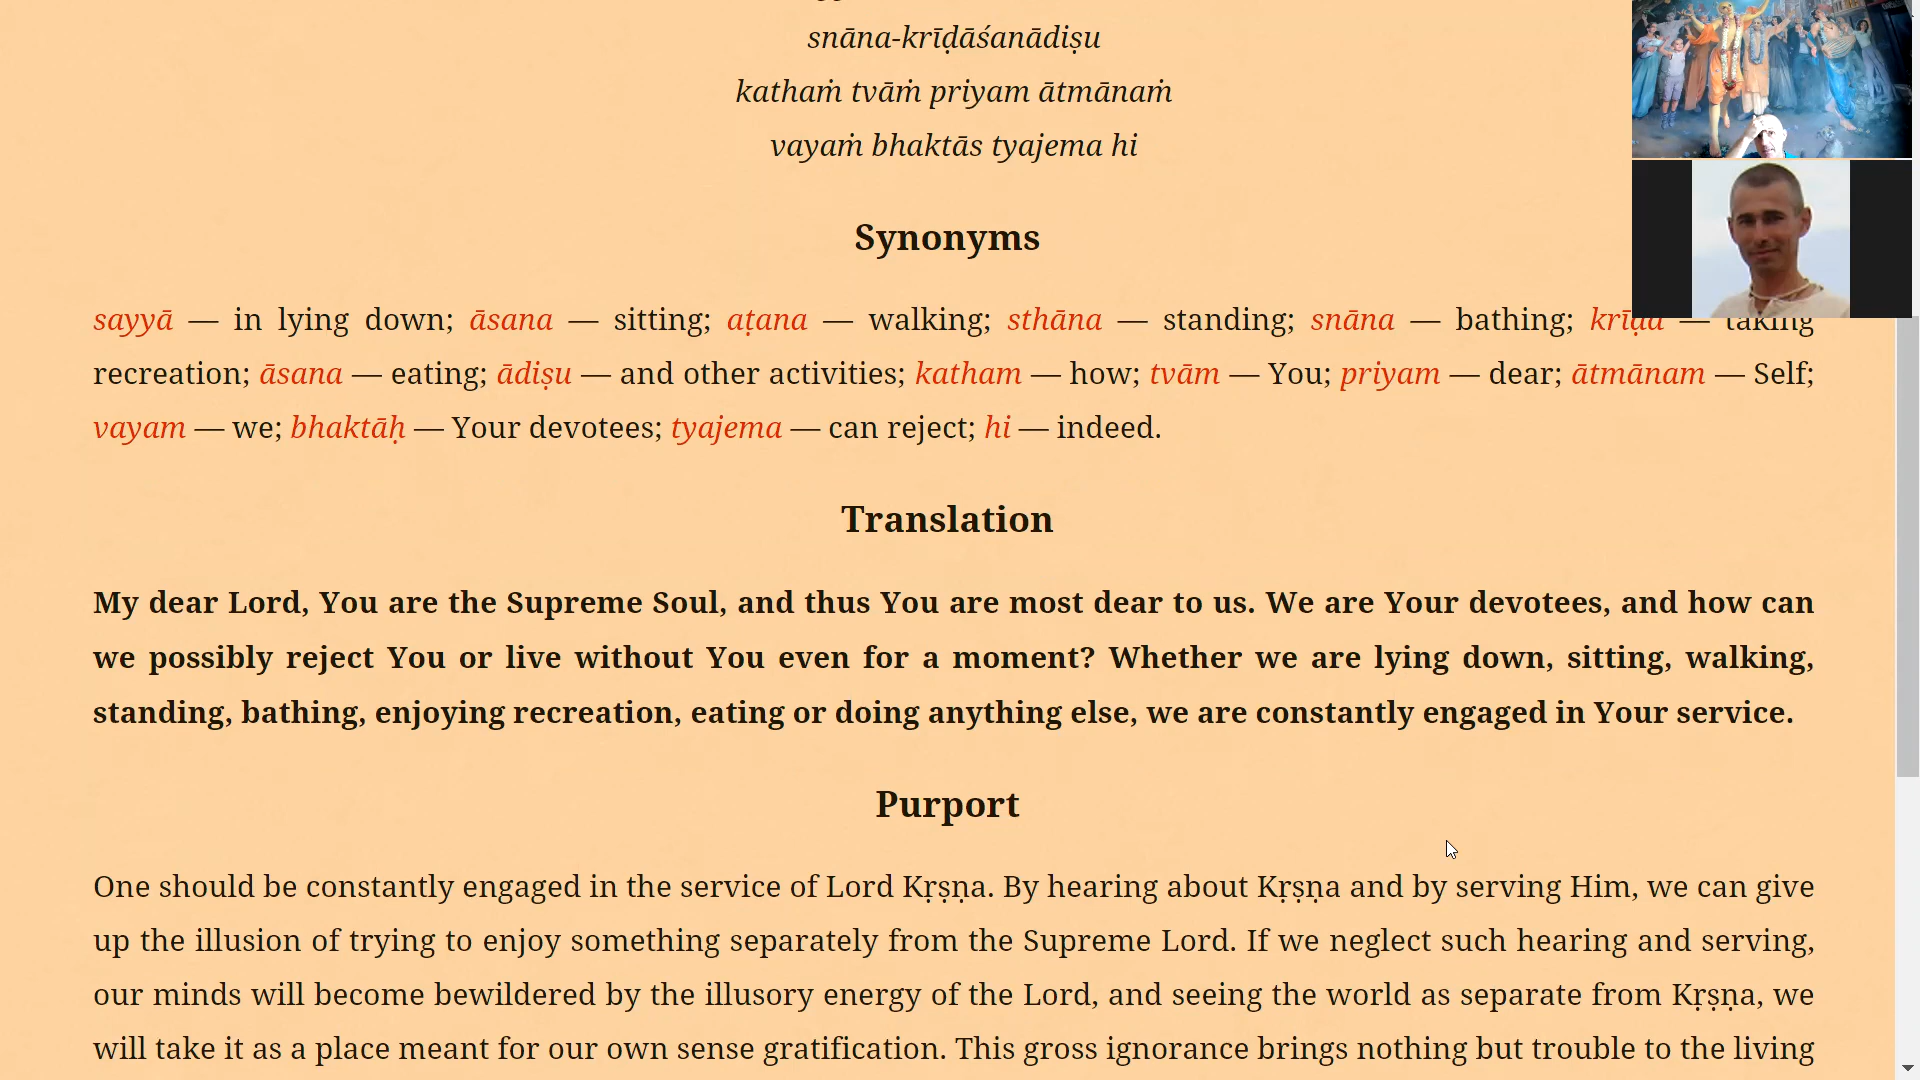 snāna-krīḍāśanādiṣu
kathaṁ tvāṁ priyam ātmānaṁ
vayaṁ bhaktās tyajema hi
Synonyms
sayyā — in lying down; āsana — sitting; aṭana — walking; sthāna — standing; snāna — bathing; krīḍa — taking
recreation; āsana — eating; ādiṣu — and other activities; katham — how; tvām — You; priyam — dear; ātmānam — Self;
vayam — we; bhaktāḥ — Your devotees; tyajema — can reject; hi — indeed.
Translation
My dear Lord, You are the Supreme Soul, and thus You are most dear to us. We are Your devotees, and how can
we possibly reject You or live without You even for a moment? Whether we are lying down, sitting, walking,
standing, bathing, enjoying recreation, eating or doing anything else, we are constantly engaged in Your service.
Purport
One should be constantly engaged in the service of Lord Kṛṣṇa. By hearing about Kṛṣṇa and by serving Him, we can give
up the illusion of trying to enjoy something separately from the Supreme Lord. If we neglect such hearing and serving,
our minds will become bewildered by the illusory energy of the Lord, and seeing the world as separate from Kṛṣṇa, we
will take it as a place meant for our own sense gratification. This gross ignorance brings nothing but trouble to the living